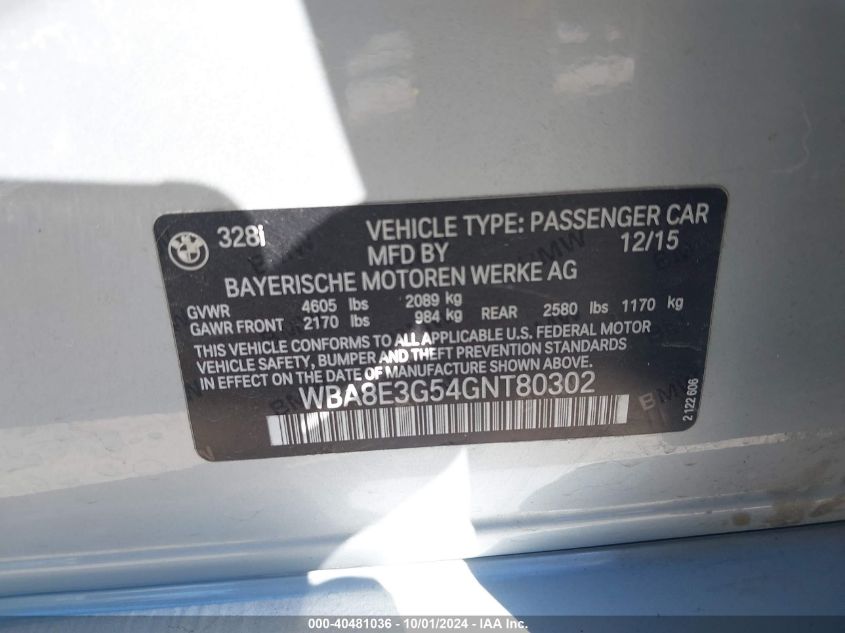 328i VEHICLE TYPE: PASSENGER CAR
MFD BY 12/15
BAYERISCHE MOTOREN WERKE AG
GVWR 4605 lbs 2089 kg
GAWR FRONT 2170 lbs 984 kg REAR 2580 lbs 1170 kg
THIS VEHICLE CONFORMS TO ALL APPLICABLE U.S. FEDERAL MOTOR
VEHICLE SAFETY, BUMPER AND THEFT PREVENTION STANDARDS IN
EFFECT ON THE DATE OF MANUFACTURE SHOWN ABOVE.
WBA8E3G54GNT80302
2 122 606
000-40481036 - 10/01/2024 - IAA, Inc.